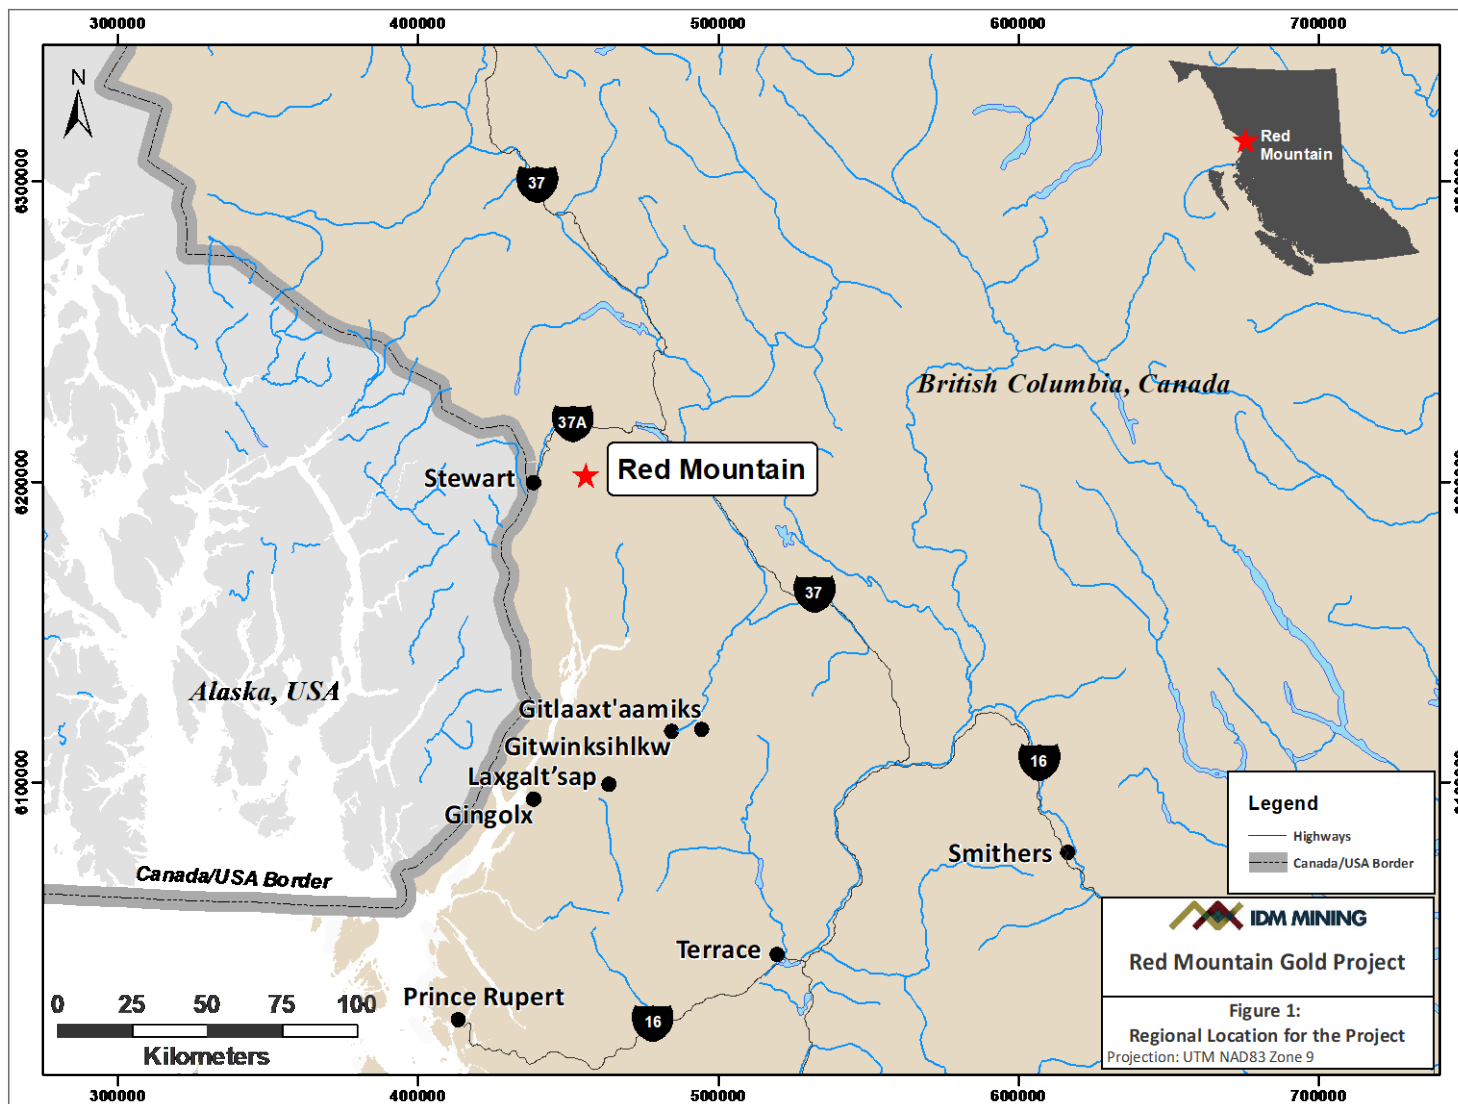 300000 400000 500000 600000 700000
N
6300000
6300000
37
Red
Mountain
British Columbia, Canada
37A
Red Mountain
Stewart
6200000
6200000
37
Alaska, USA
Gitlaaxt'aamiks
Gitwinksihlkw
Laxgalt’sap
Gingolx
6100000
6100000
16
Smithers
Canada/USA Border
Terrace
Prince Rupert
16
0 25 50 75 100
Kilometers
Legend
Highways
Canada/USA Border
IDM MINING
Red Mountain Gold Project
Figure 1:
Regional Location for the Project
Projection: UTM NAD83 Zone 9
300000 400000 500000 600000 700000